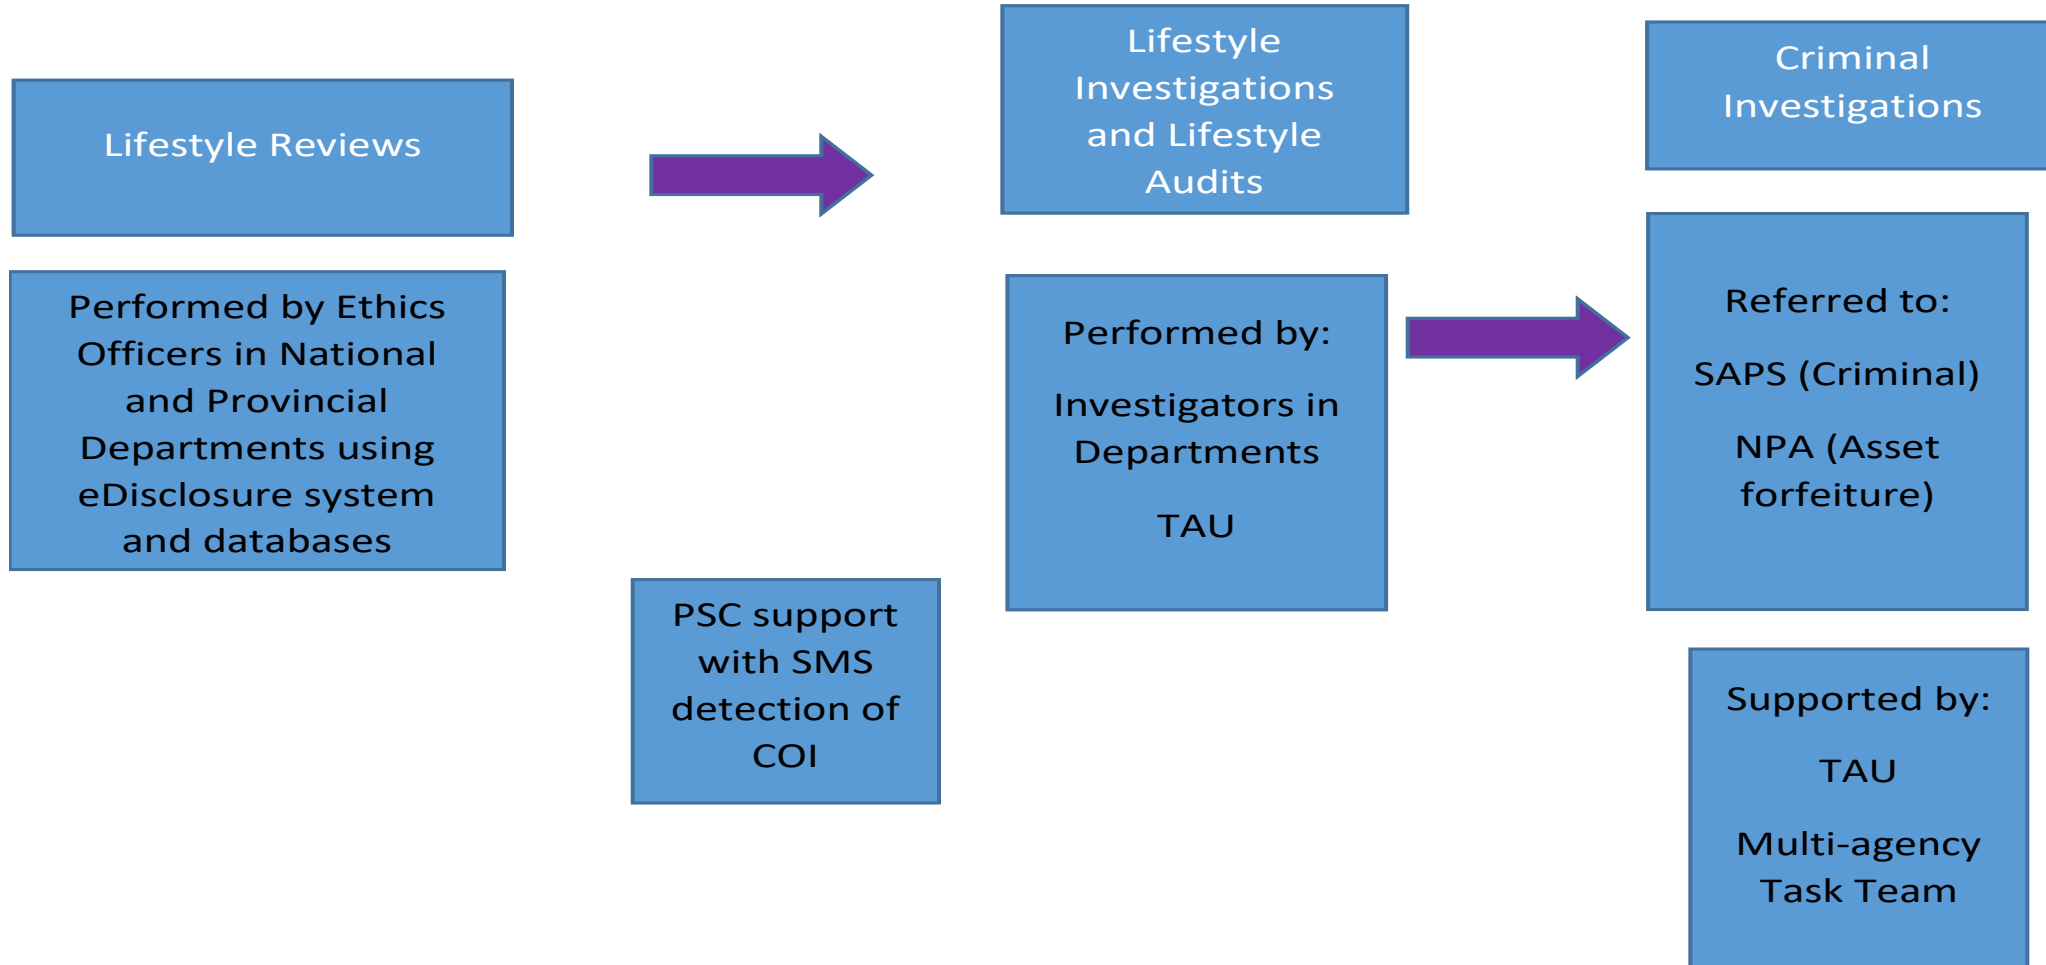 Lifestyle Reviews
Performed by Ethics
Officers in National
and Provincial
Departments using
eDisclosure system
and databases
PSC support
with SMS
detection of
COI
Lifestyle
Investigations
and Lifestyle
Audits
Performed by:
Investigators in
Departments
TAU
Criminal
Investigations
Referred to:
SAPS (Criminal)
NPA (Asset
forfeiture)
Supported by:
TAU
Multi-agency
Task Team